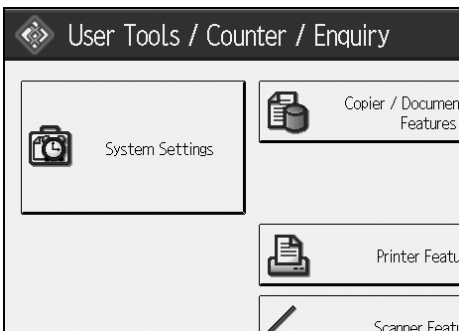 User Tools / Counter / Enquiry
System Settings
Copier / Documen
Features
Printer Featu
Scanner Featu